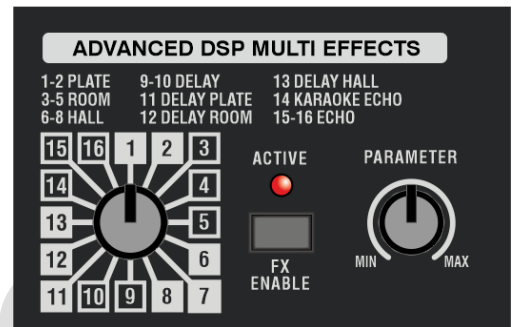 ADVANCED DSP MULTI EFFECTS
1-2 PLATE 9-10 DELAY 13 DELAY HALL
3-5 ROOM 11 DELAY PLATE 14 KARAOKE ECHO
6-8 HALL 12 DELAY ROOM 15-16 ECHO
15 16 1 2 3
14 4
13 5
12 6
11 10 9 8 7
ACTIVE
FX
ENABLE
PARAMETER
MIN MAX